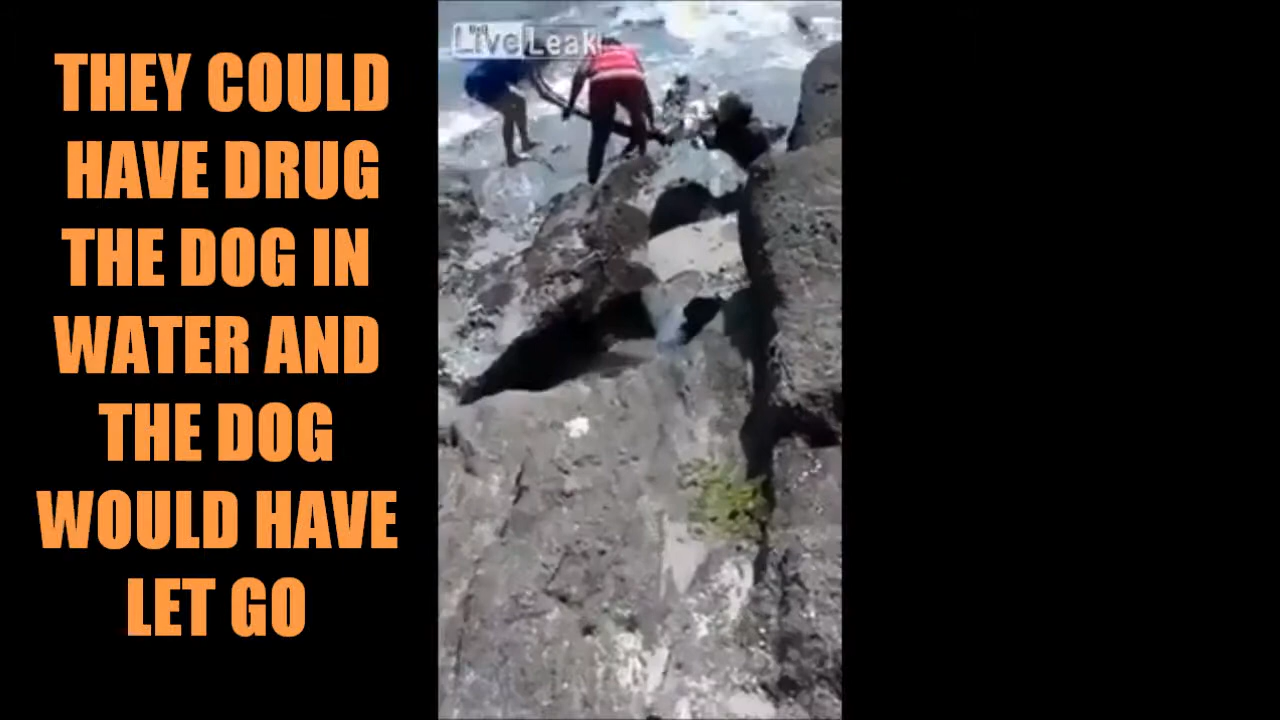 THEY COULD
HAVE DRUG
THE DOG IN
WATER AND
THE DOG
WOULD HAVE
LET GO
LiveLeak